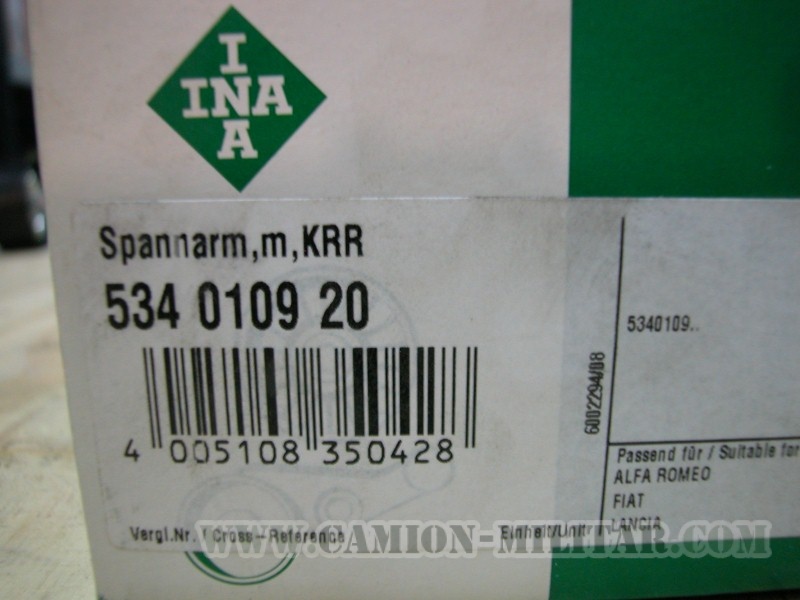 INA
INA
Spannarm,m,KRR
534 0109 20
5340109..
6002294/08
4 005108 350428
Passend für / Suitable for
ALFA ROMEO
FIAT
LANCIA
Vergl.Nr. / Cross-Reference
Einheit/Unit
WWW.CAMION-MILITAR.COM